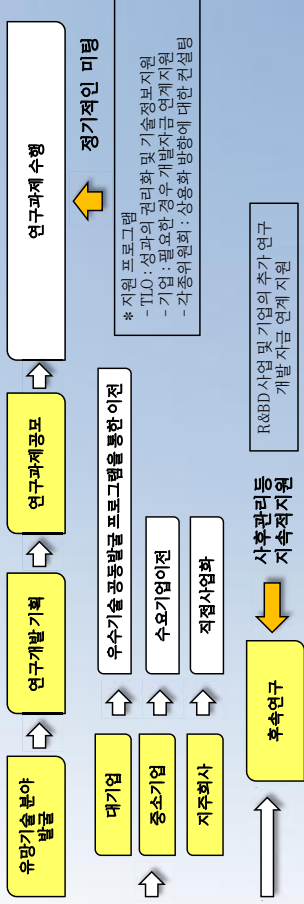 유망기술 분야
발굴
연구개발 기획
연구과제공모
연구과제 수행
정기적인 미팅
* 지원 프로그램
- TLO : 성과의 권리화 및 기술정보지원
- 기업 : 필요한 경우 개발자금 연계지원
- 각종위원회 : 상용화 방향에 대한 컨설팅
대기업
우수기술 공동발굴 프로그램을 통한 이전
중소기업
수요기업이전
지주회사
직접사업화
후속연구
사후관리등
지속적지원
R&BD 사업 및 기업의 추가 연구
개발 자금 연계 지원